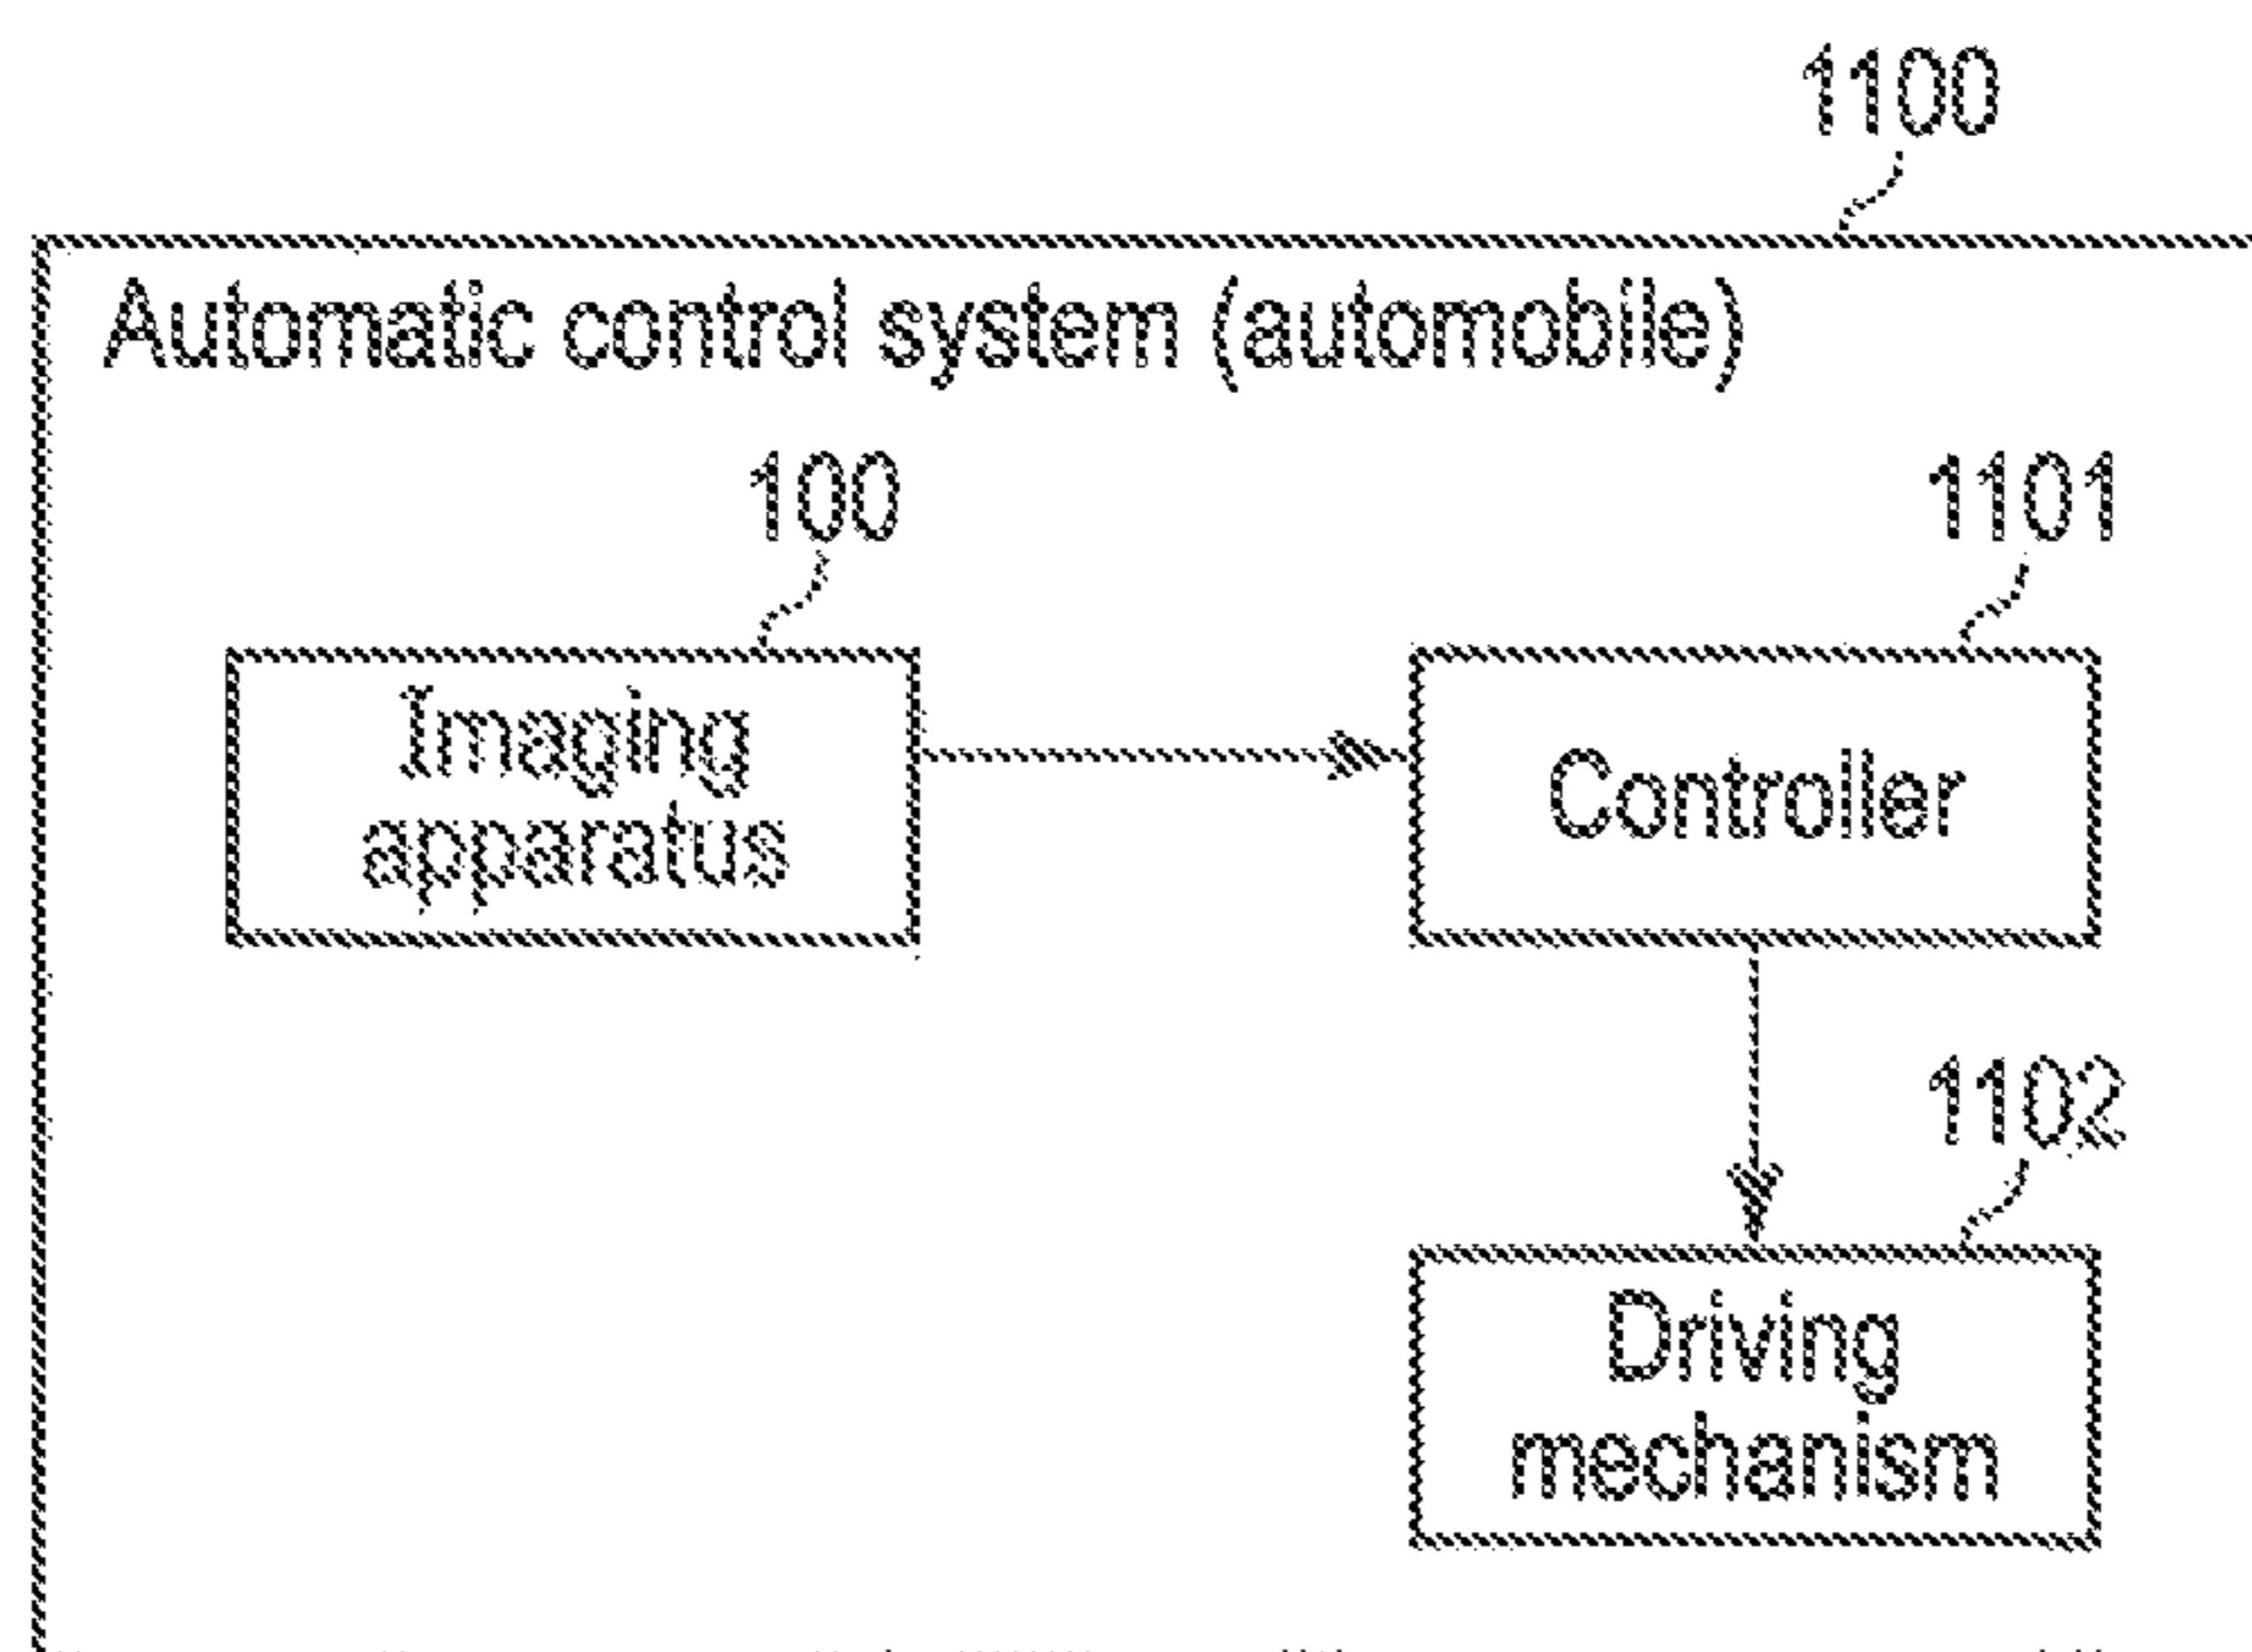 1100
Automatic control system (automobile)
100
1101
Imaging
apparatus
Controller
1102
Driving
mechanism